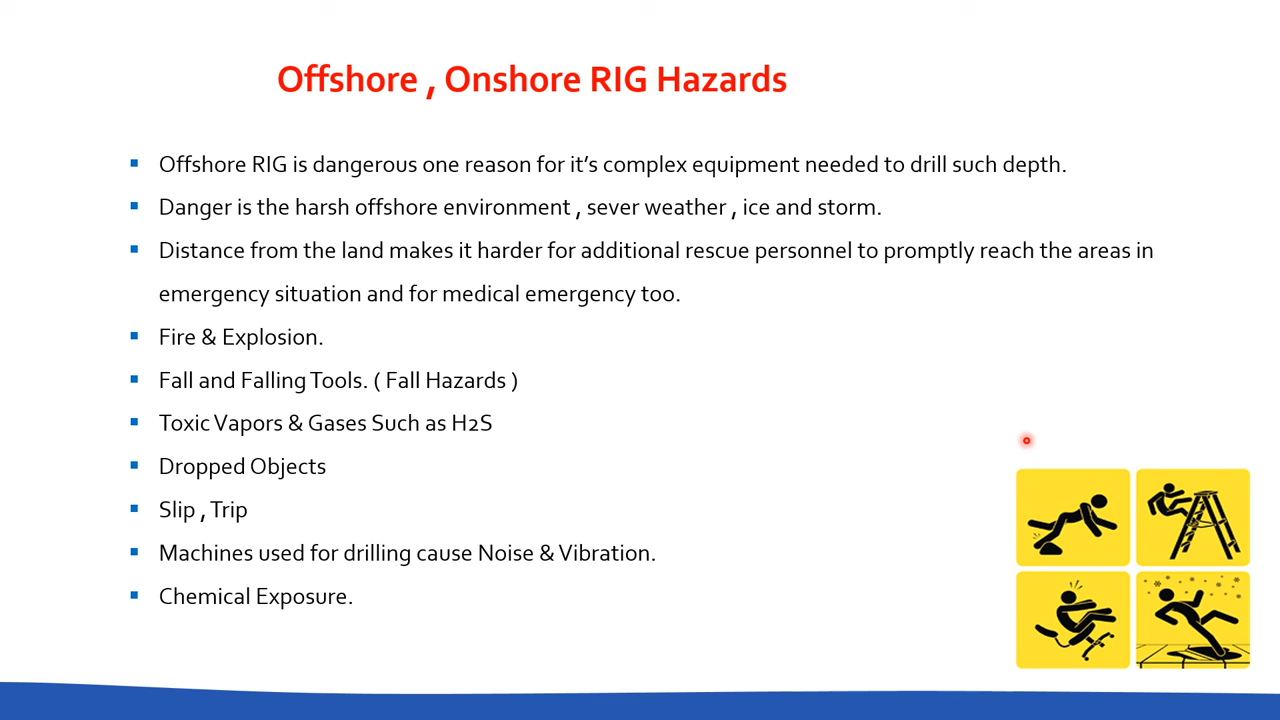 Offshore , Onshore RIG Hazards
Offshore RIG is dangerous one reason for it's complex equipment needed to drill such depth.
Danger is the harsh offshore environment , sever weather , ice and storm.
Distance from the land makes it harder for additional rescue personnel to promptly reach the areas in
emergency situation and for medical emergency too.
Fire & Explosion.
Fall and Falling Tools. ( Fall Hazards )
Toxic Vapors & Gases Such as H2S
Dropped Objects
Slip , Trip
Machines used for drilling cause Noise & Vibration.
Chemical Exposure.